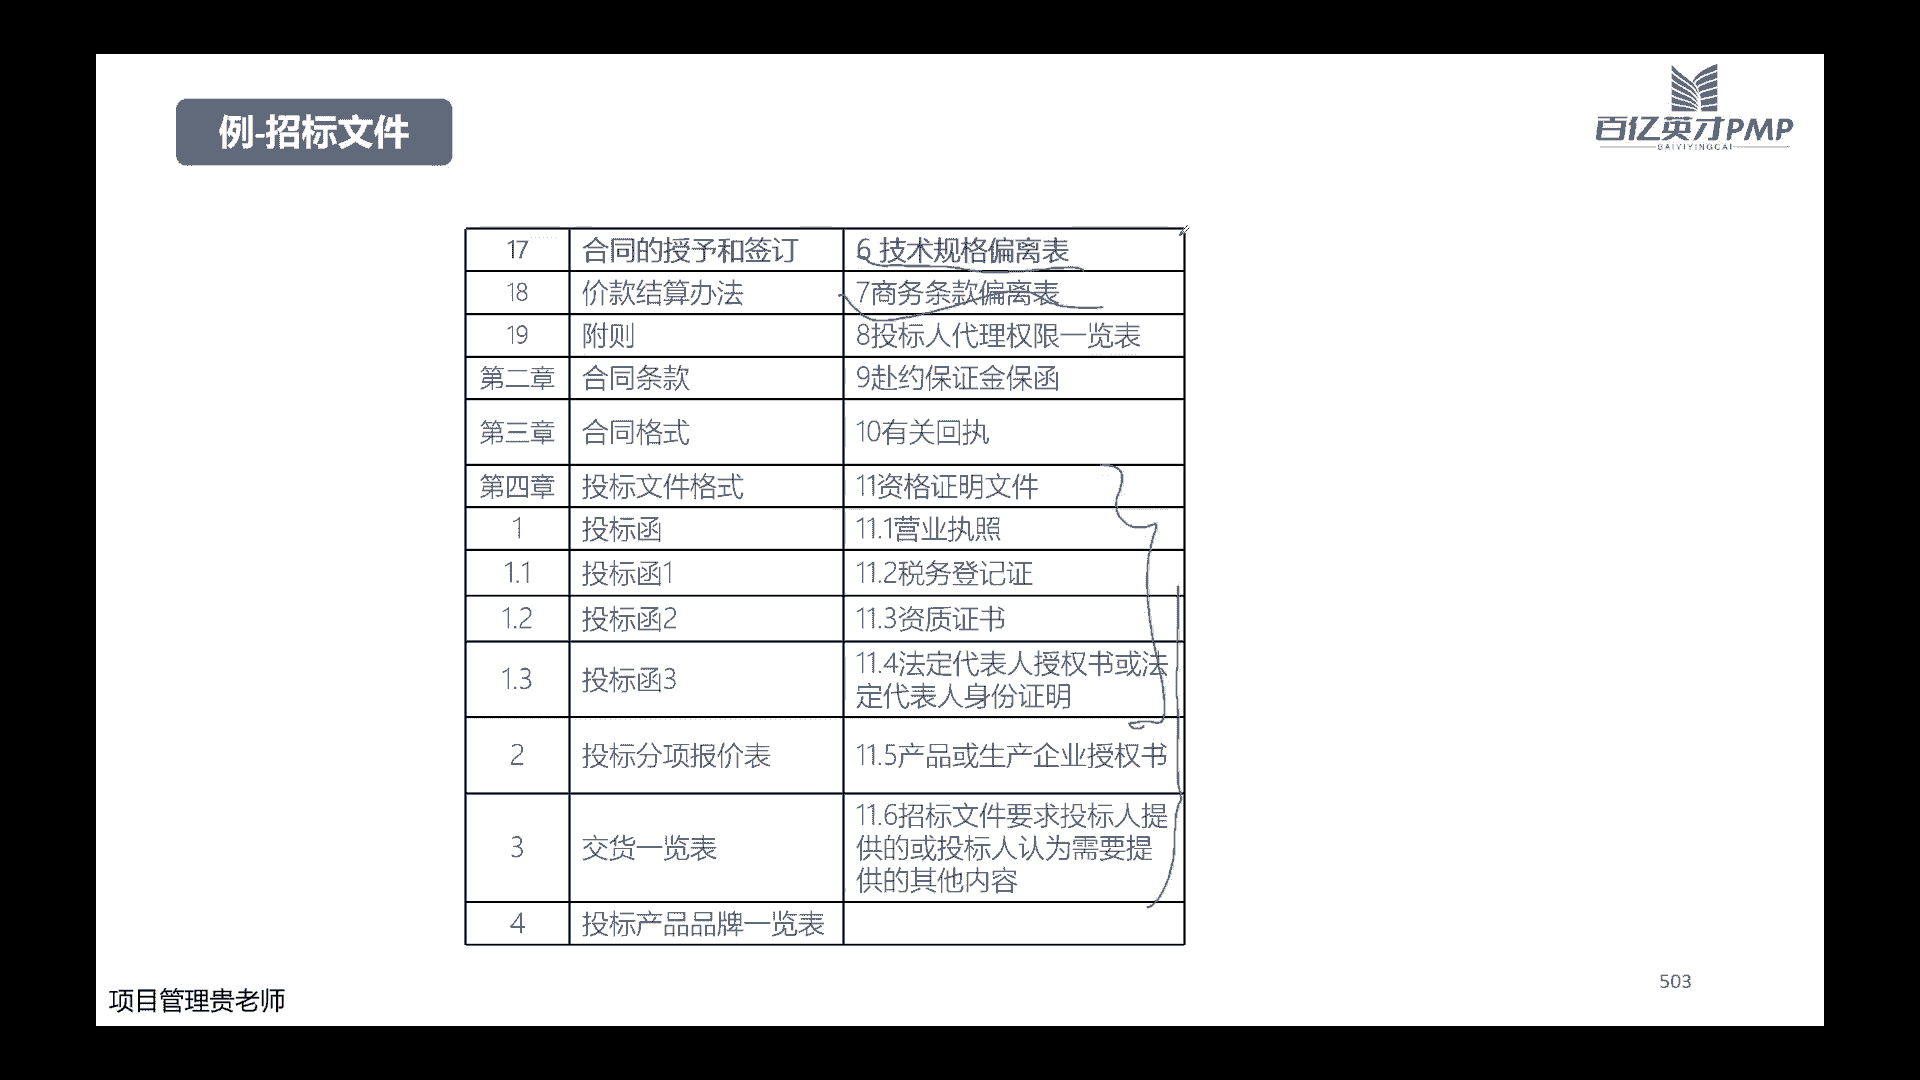 例-招标文件
百亿英才PMP
BAIYIYINGCAI
17 合同的授予和签订 6 技术规格偏离表
18 价款结算办法 7商务条款偏离表
19 附则 8投标人代理权限一览表
第二章 合同条款 9赴约保证金保函
第三章 合同格式 10有关回执
第四章 投标文件格式 11资格证明文件
1 投标函 11.1营业执照
1.1 投标函1 11.2税务登记证
1.2 投标函2 11.3资质证书
1.3 投标函3 11.4法定代表人授权书或法
定代表人身份证明
2 投标分项报价表 11.5产品或生产企业授权书
3 交货一览表 11.6招标文件要求投标人提
供的或投标人认为需要提
供的其他内容
4 投标产品品牌一览表
503
项目管理贵老师